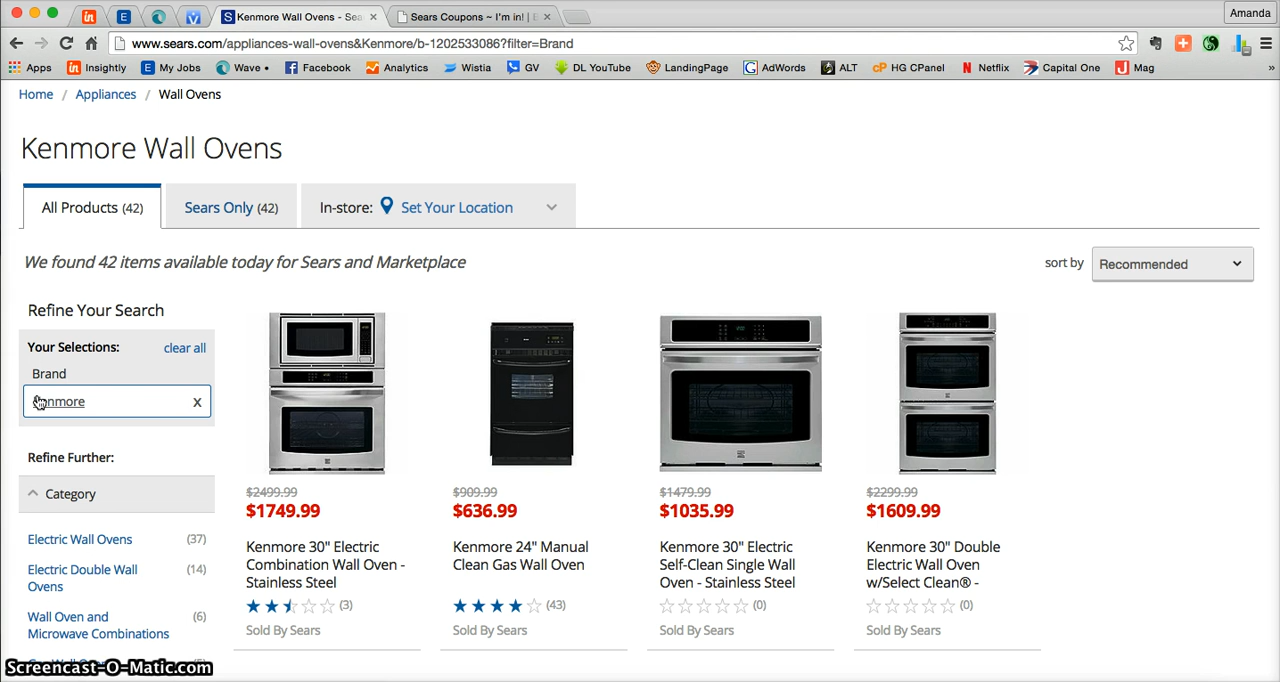 Kenmore Wall Ovens - Sea
Sears Coupons ~ I'm in! | E
Amanda
www.sears.com/appliances-wall-ovens&Kenmore/b-1202533086?filter=Brand
Apps Insightly My Jobs Wave • Facebook Analytics Wistia GV DL YouTube LandingPage AdWords ALT HG CPanel Netflix Capital One Mag »
Home / Appliances / Wall Ovens
Kenmore Wall Ovens
All Products (42) Sears Only (42) In-store: Set Your Location
We found 42 items available today for Sears and Marketplace
sort by Recommended
Refine Your Search
Your Selections: clear all
Brand
Kenmore X
Refine Further:
Category
Electric Wall Ovens (37)
Electric Double Wall
Ovens (14)
Wall Oven and
Microwave Combinations (6)
$2499.99
$1749.99
Kenmore 30" Electric
Combination Wall Oven -
Stainless Steel
(3)
Sold By Sears
$909.99
$636.99
Kenmore 24" Manual
Clean Gas Wall Oven
(43)
Sold By Sears
$1479.99
$1035.99
Kenmore 30" Electric
Self-Clean Single Wall
Oven - Stainless Steel
(0)
Sold By Sears
$2299.99
$1609.99
Kenmore 30" Double
Electric Wall Oven
w/Select Clean® -
(0)
Sold By Sears
Screencast-O-Matic.com